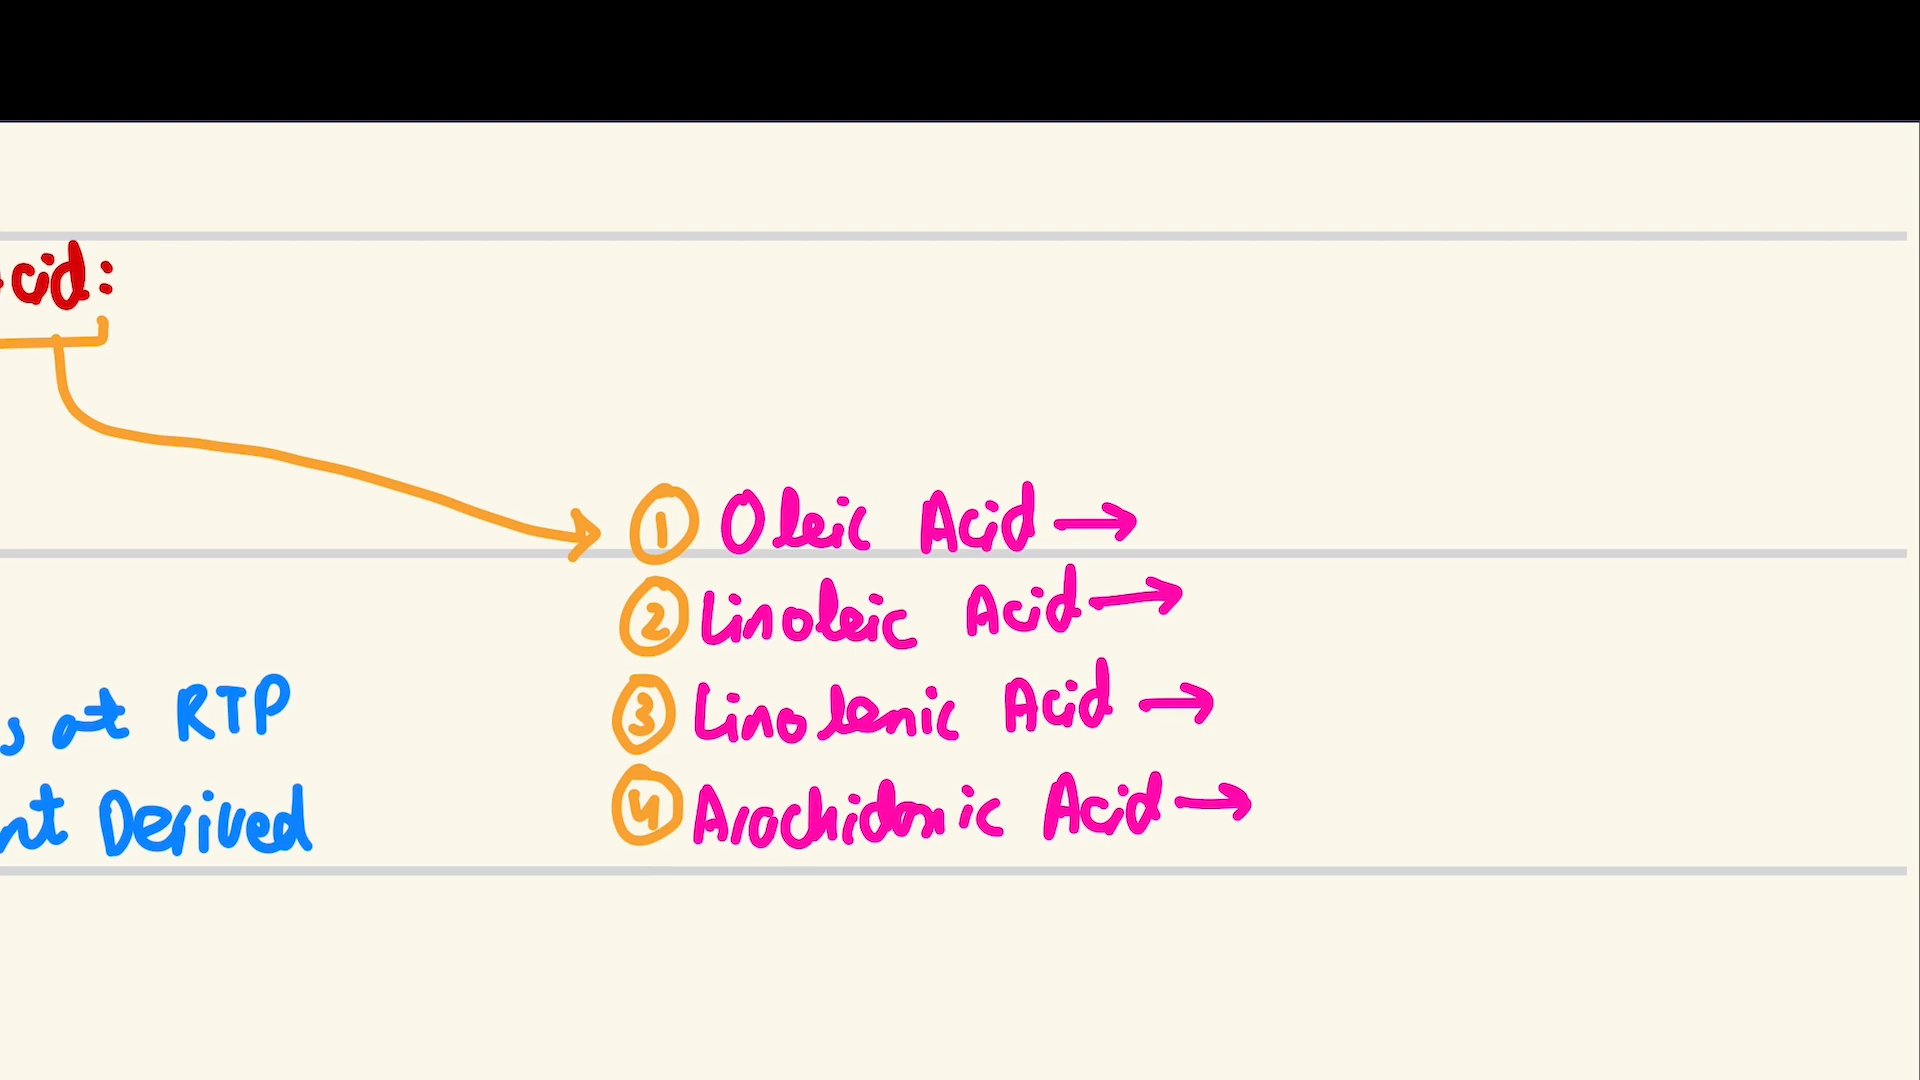 cid:
① Oleic Acid →
② Linoleic Acid →
③ Linolenic Acid →
s at RTP
④ Arachidonic Acid →
nt Derived